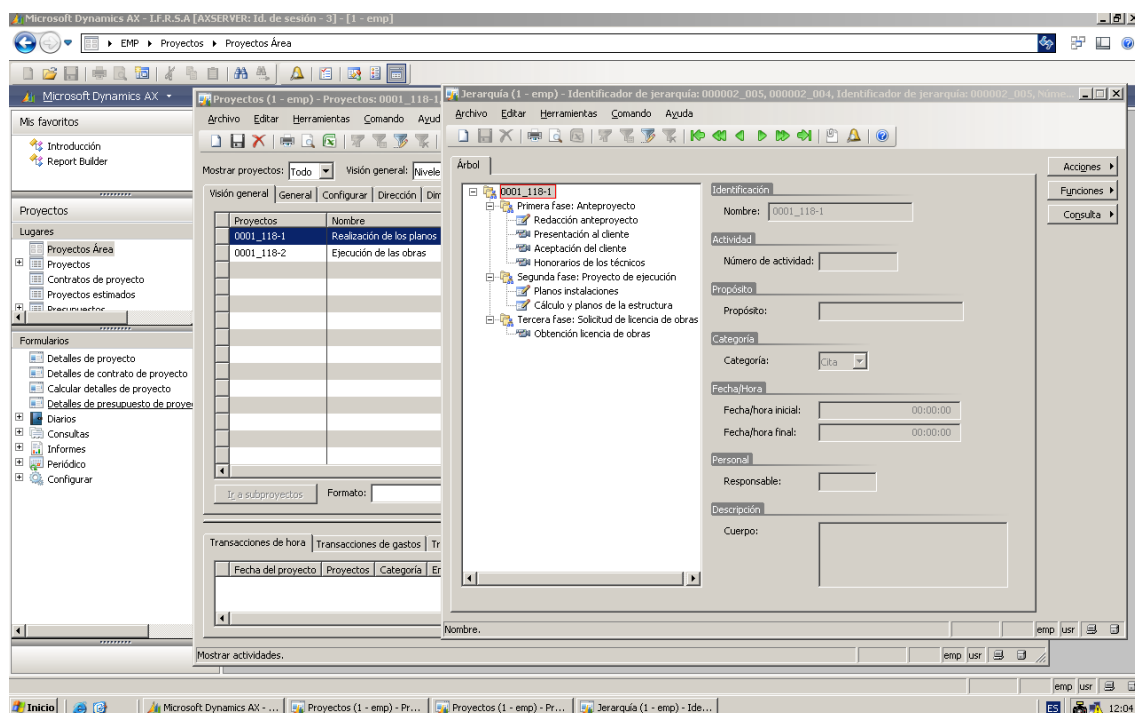 Microsoft Dynamics AX - I.F.R.S.A [AXSERVER: Id. de sesión - 3] - [1 - emp]
EMP ▸ Proyectos ▸ Proyectos Área
Microsoft Dynamics AX
Mis favoritos
Introducción
Report Builder
Proyectos
Lugares
Proyectos Área
Proyectos
Contratos de proyecto
Proyectos estimados
Presupuestos
Formularios
Detalles de proyecto
Detalles de contrato de proyecto
Calcular detalles de proyecto
Detalles de presupuesto de proye
Diarios
Consultas
Informes
Periódico
Configurar
Proyectos (1 - emp) - Proyectos: 0001_118-1
Archivo Editar Herramientas Comando Ayud
Mostrar proyectos: Todo Visión general: Nivele
Visión general General Configurar Dirección Dim
Proyectos Nombre
0001_118-1 Realización de los planos
0001_118-2 Ejecución de las obras
Ir a subproyectos Formato:
Transacciones de hora Transacciones de gastos Tr
Fecha del proyecto Proyectos Categoría Er
Mostrar actividades.
emp usr
Jerarquía (1 - emp) - Identificador de jerarquía: 000002_005, 000002_004, Identificador de jerarquía: 000002_005, Núme...
Archivo Editar Herramientas Comando Ayuda
Árbol
0001_118-1
Primera fase: Anteproyecto
Redacción anteproyecto
Presentación al cliente
Aceptación del cliente
Honorarios de los técnicos
Segunda fase: Proyecto de ejecución
Planos instalaciones
Cálculo y planos de la estructura
Tercera fase: Solicitud de licencia de obras
Obtención licencia de obras
Identificación
Nombre: 0001_118-1
Actividad
Número de actividad:
Propósito
Propósito:
Categoría
Categoría: Cita
Fecha/Hora
Fecha/hora inicial: 00:00:00
Fecha/hora final: 00:00:00
Personal
Responsable:
Descripción
Cuerpo:
Acciones
Funciones
Consulta
Nombre.
emp usr
emp usr
Inicio
Microsoft Dynamics AX - ...
Proyectos (1 - emp) - Pr...
Proyectos (1 - emp) - Pr...
Jerarquía (1 - emp) - Ide...
ES
12:04